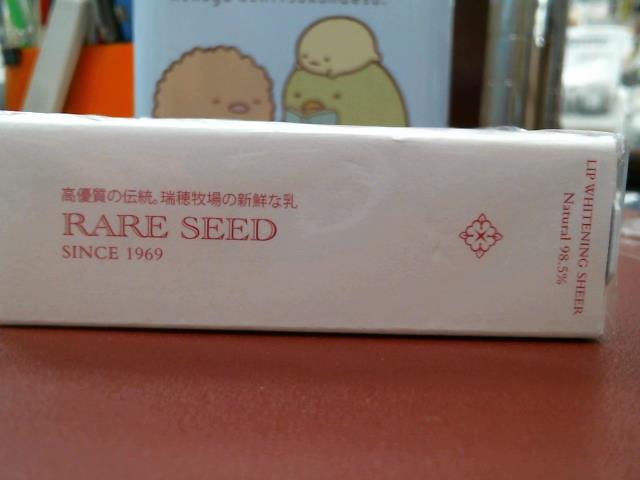 高優質の伝統。瑞穂牧場の新鮮な乳
RARE SEED
SINCE 1969
LIP WHITENING SHEER
Natural 98.5%